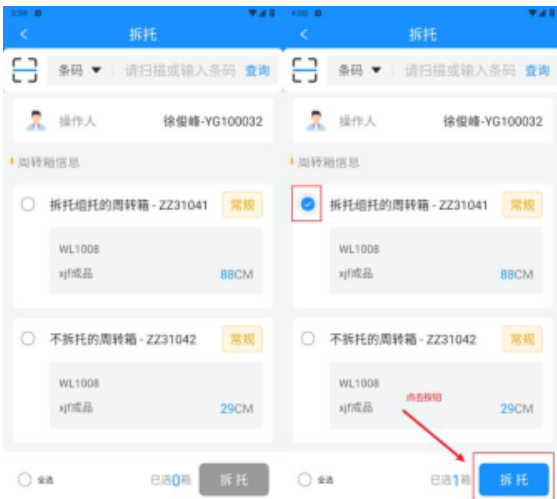 3:59
拆托
条码 请扫描或输入条码 查询
操作人 徐俊峰-YG100032
周转箱信息
拆托组托的周转箱 - ZZ31041 常规
WL1008
xjf成品 88CM
不拆托的周转箱 - ZZ31042 常规
WL1008
xjf成品 29CM
全选 已选0箱 拆托
4:00
拆托
条码 请扫描或输入条码 查询
操作人 徐俊峰-YG100032
周转箱信息
拆托组托的周转箱 - ZZ31041 常规
WL1008
xjf成品 88CM
不拆托的周转箱 - ZZ31042 常规
WL1008
点击按钮
xjf成品 29CM
全选 已选1箱 拆托